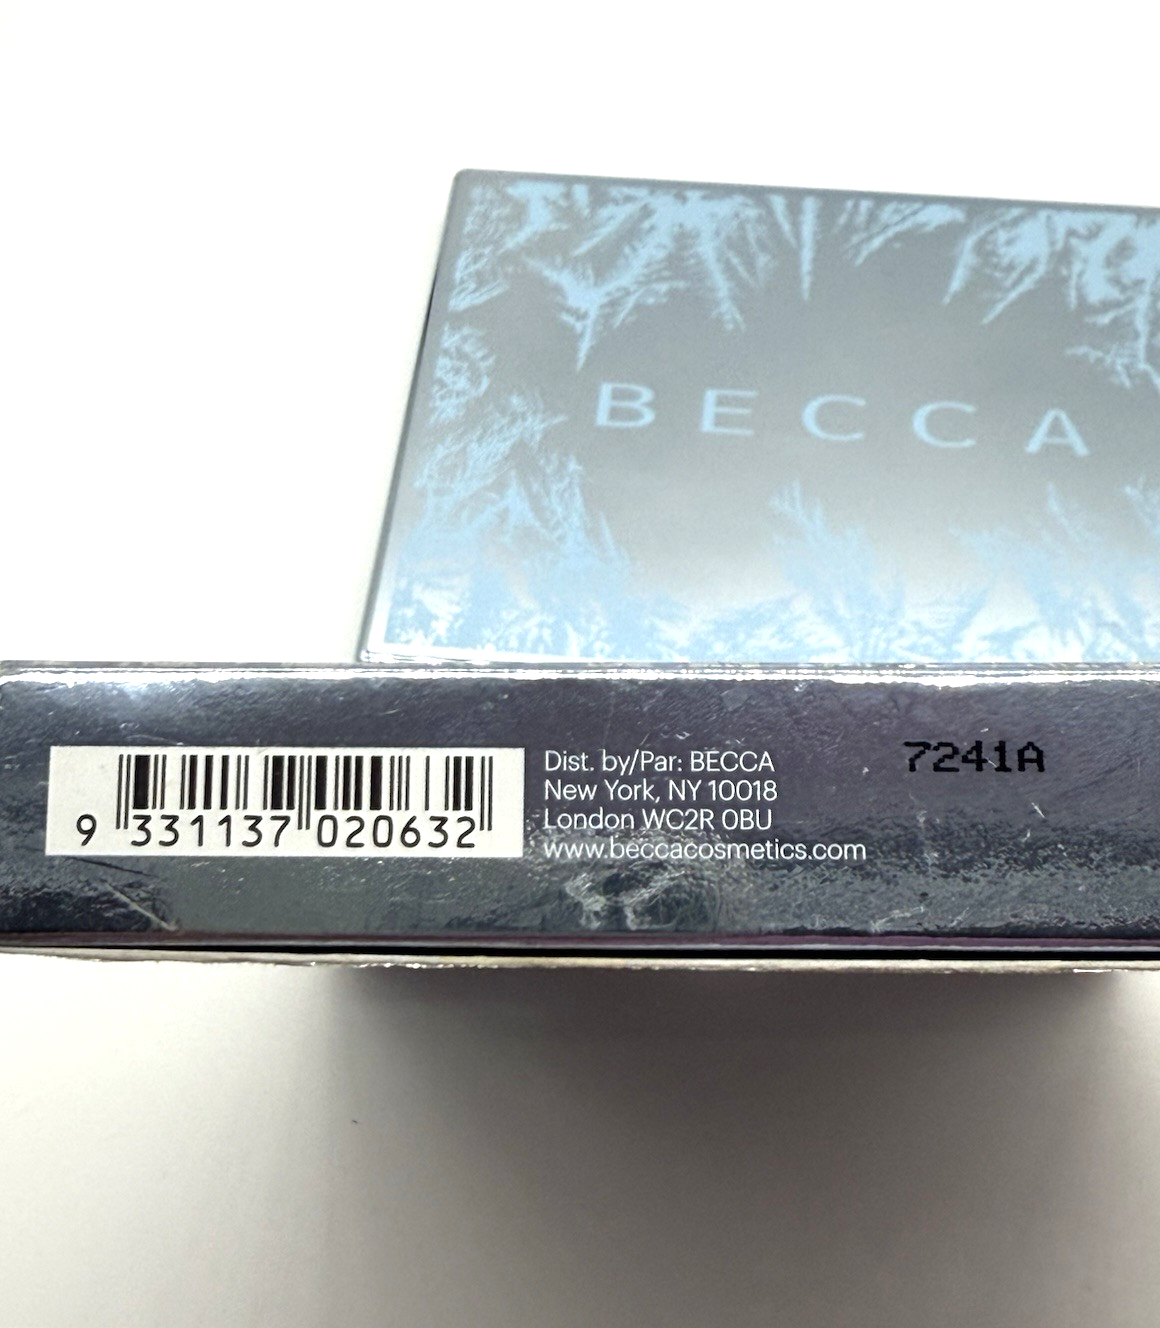 BECCA
9 331137 020632
Dist. by/Par: BECCA
New York, NY 10018
London WC2R 0BU
www.beccacosmetics.com
7241A